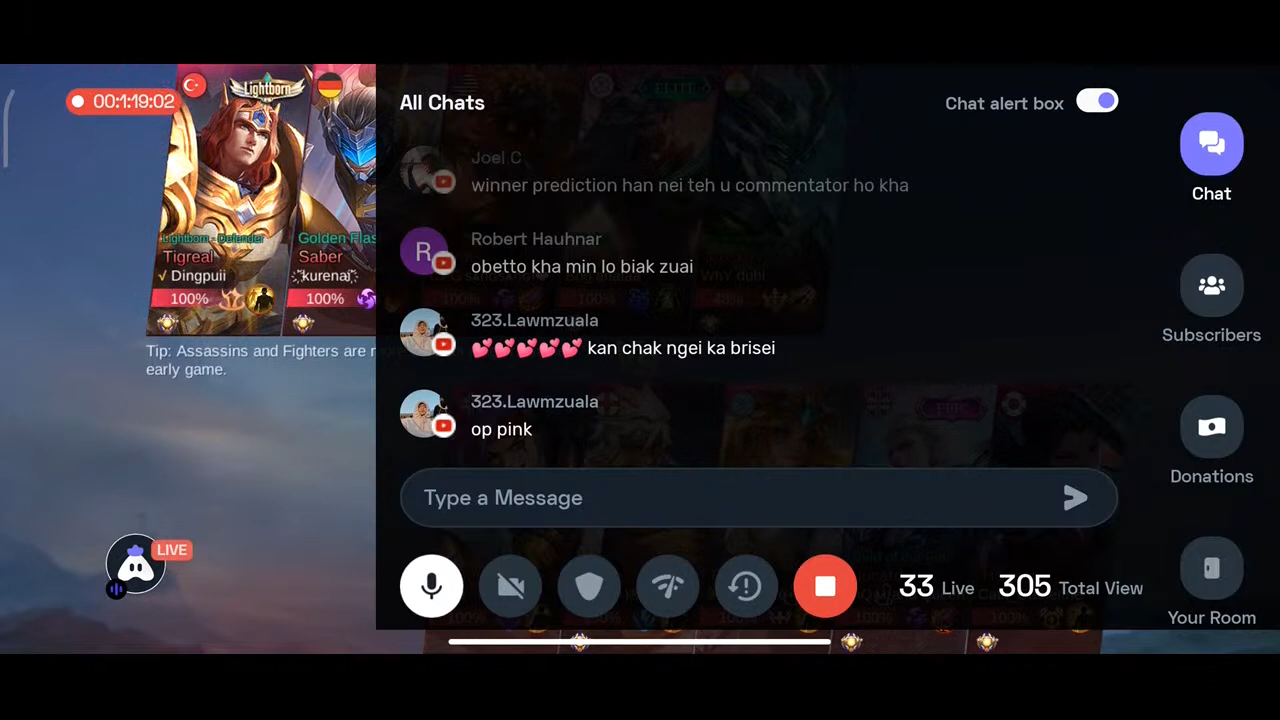 00:1:19:02
Lightborn
Lightborn - Defender
Tigreal
√ Dingpuii
100%
Golden Flas
Saber
kurenai
100%
Tip: Assassins and Fighters are
early game.
LIVE
All Chats
Chat alert box
Joel C
winner prediction han nei teh u commentator ho kha
R
Robert Hauhnar
obetto kha min lo biak zuai
323.Lawmzuala
💕💕💕💕💕 kan chak ngei ka brisei
323.Lawmzuala
op pink
Type a Message
33 Live
305 Total View
Chat
Subscribers
Donations
Your Room